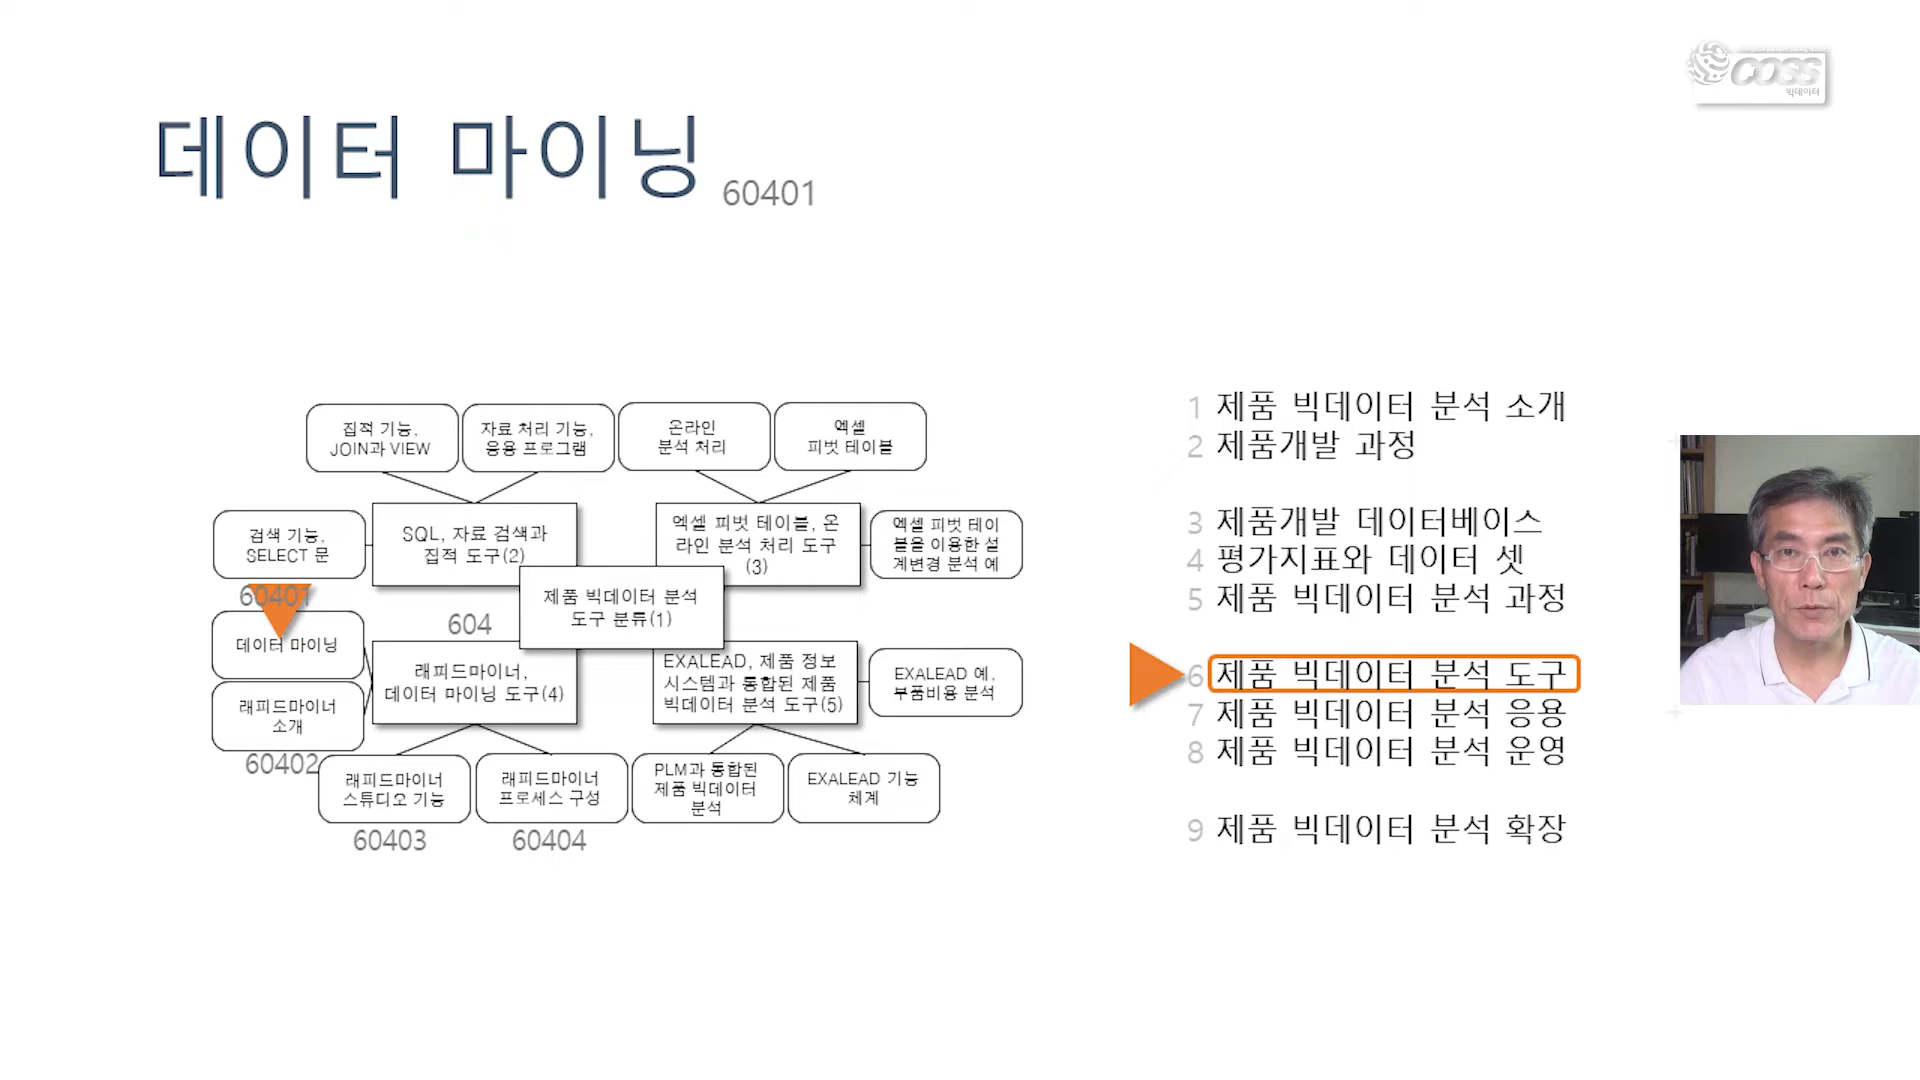 COSS
빅데이터
데이터 마이닝 60401
집적 기능,
JOIN과 VIEW
자료 처리 기능,
응용 프로그램
온라인
분석 처리
엑셀
피벗 테이블
검색 기능,
SELECT 문
SQL, 자료 검색과
집적 도구(2)
엑셀 피벗 테이블, 온
라인 분석 처리 도구
(3)
엑셀 피벗 테이
블을 이용한 설
계변경 분석 예
60401
데이터 마이닝
604
제품 빅데이터 분석
도구 분류(1)
래피드마이너
소개
60402
래피드마이너,
데이터 마이닝 도구(4)
EXALEAD, 제품 정보
시스템과 통합된 제품
빅데이터 분석 도구(5)
EXALEAD 예,
부품비용 분석
래피드마이너
스튜디오 기능
60403
래피드마이너
프로세스 구성
60404
PLM과 통합된
제품 빅데이터
분석
EXALEAD 기능
체계
1 제품 빅데이터 분석 소개
2 제품개발 과정
3 제품개발 데이터베이스
4 평가지표와 데이터 셋
5 제품 빅데이터 분석 과정
6 제품 빅데이터 분석 도구
7 제품 빅데이터 분석 응용
8 제품 빅데이터 분석 운영
9 제품 빅데이터 분석 확장